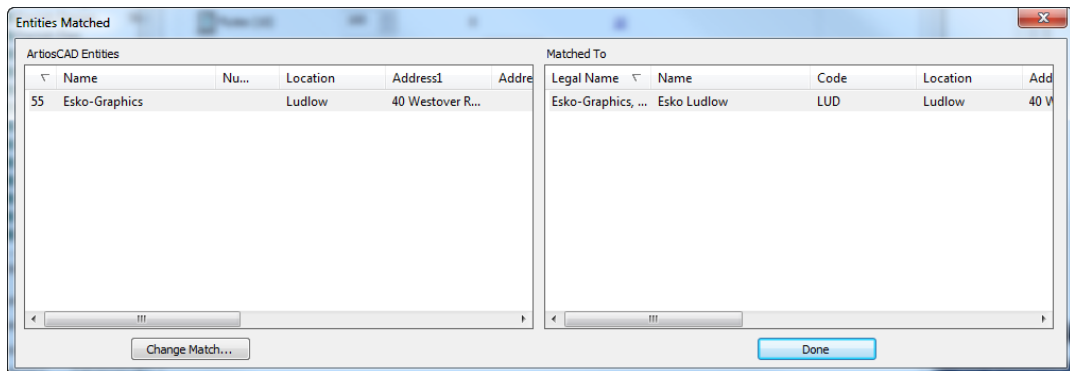 Entities Matched
ArtiosCAD Entities
Matched To
Name Nu... Location Address1 Addre
Legal Name Name Code Location Add
55 Esko-Graphics Ludlow 40 Westover R...
Esko-Graphics, ... Esko Ludlow LUD Ludlow 40 W
Change Match...
Done